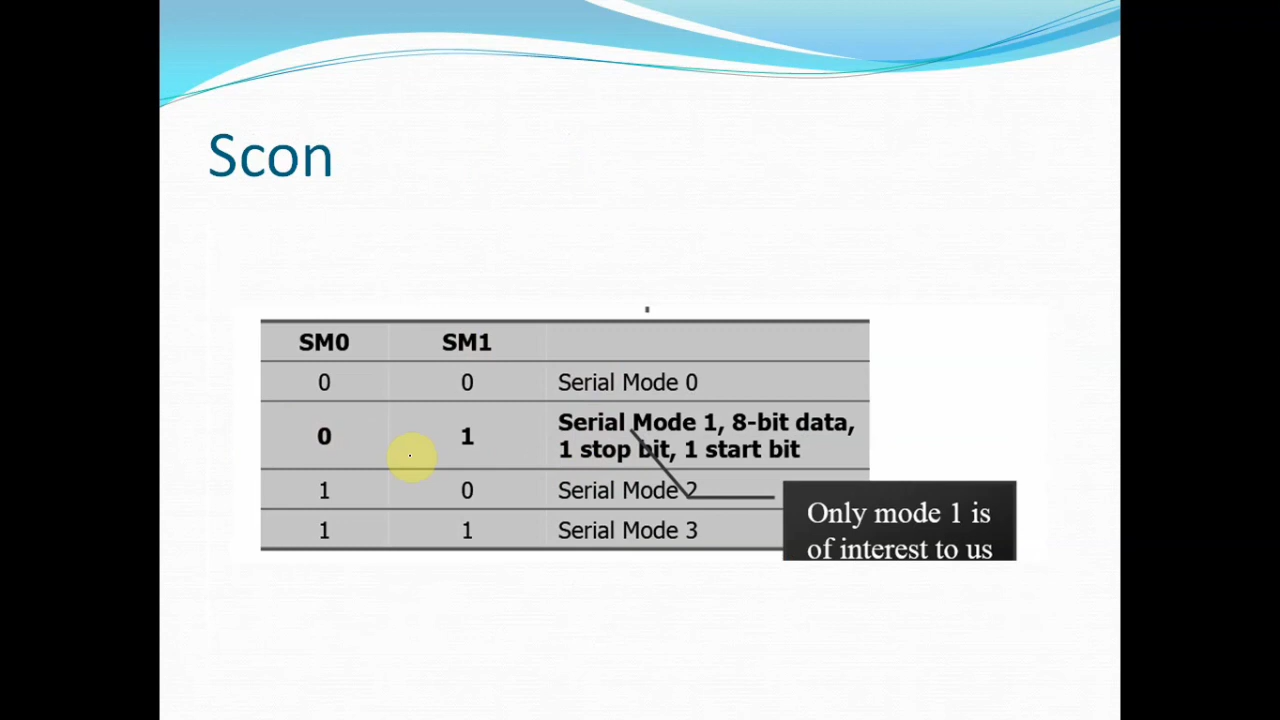 Scon
SM0 SM1
0 0 Serial Mode 0
0 1 Serial Mode 1, 8-bit data,
1 stop bit, 1 start bit
1 0 Serial Mode 2
1 1 Serial Mode 3
Only mode 1 is
of interest to us